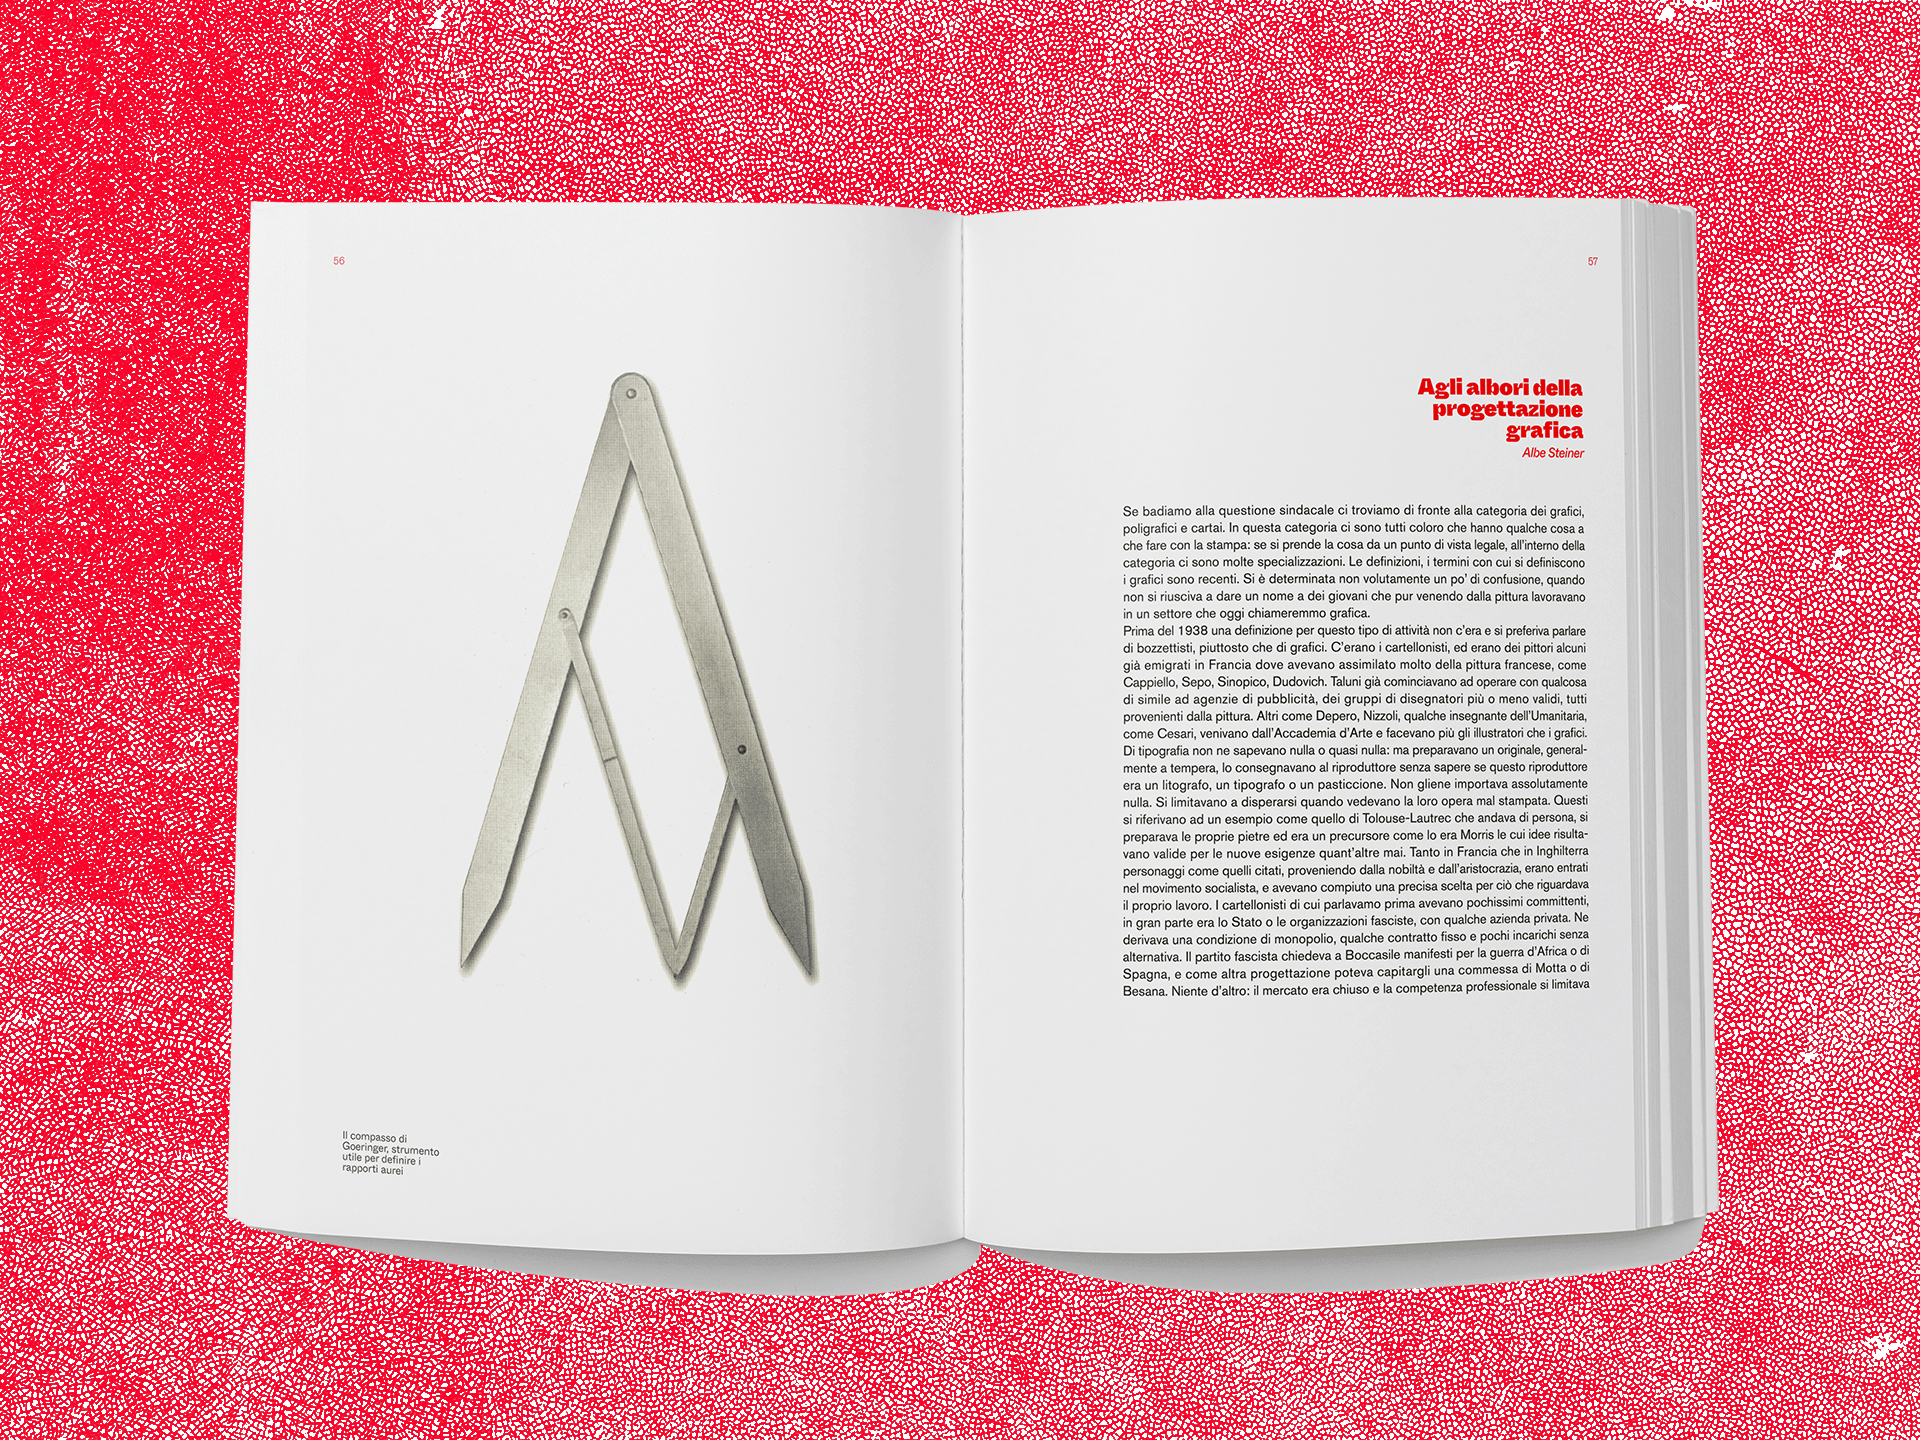 56
Il compasso di
Goeringer, strumento
utile per definire i
rapporti aurei
57
Agli albori della
progettazione
grafica
Albe Steiner
Se badiamo alla questione sindacale ci troviamo di fronte alla categoria dei grafici,
poligrafici e cartai. In questa categoria ci sono tutti coloro che hanno qualche cosa a
che fare con la stampa: se si prende la cosa da un punto di vista legale, all'interno della
categoria ci sono molte specializzazioni. Le definizioni, i termini con cui si definiscono
i grafici sono recenti. Si è determinata non volutamente un po' di confusione, quando
non si riusciva a dare un nome a dei giovani che pur venendo dalla pittura lavoravano
in un settore che oggi chiameremmo grafica.
Prima del 1938 una definizione per questo tipo di attività non c'era e si preferiva parlare
di bozzettisti, piuttosto che di grafici. C'erano i cartellonisti, ed erano dei pittori alcuni
già emigrati in Francia dove avevano assimilato molto della pittura francese, come
Cappiello, Sepo, Sinopico, Dudovich. Taluni già cominciavano ad operare con qualcosa
di simile ad agenzie di pubblicità, dei gruppi di disegnatori più o meno validi, tutti
provenienti dalla pittura. Altri come Depero, Nizzoli, qualche insegnante dell'Umanitaria,
come Cesari, venivano dall'Accademia d'Arte e facevano più gli illustratori che i grafici.
Di tipografia non ne sapevano nulla o quasi nulla: ma preparavano un originale, general-
mente a tempera, lo consegnavano al riproduttore senza sapere se questo riproduttore
era un litografo, un tipografo o un pasticcione. Non gliene importava assolutamente
nulla. Si limitavano a disperarsi quando vedevano la loro opera mal stampata. Questi
si riferivano ad un esempio come quello di Tolouse-Lautrec che andava di persona, si
preparava le proprie pietre ed era un precursore come lo era Morris le cui idee risulta-
vano valide per le nuove esigenze quant'altre mai. Tanto in Francia che in Inghilterra
personaggi come quelli citati, proveniendo dalla nobiltà e dall'aristocrazia, erano entrati
nel movimento socialista, e avevano compiuto una precisa scelta per ciò che riguardava
il proprio lavoro. I cartellonisti di cui parlavamo prima avevano pochissimi committenti,
in gran parte era lo Stato o le organizzazioni fasciste, con qualche azienda privata. Ne
derivava una condizione di monopolio, qualche contratto fisso e pochi incarichi senza
alternativa. Il partito fascista chiedeva a Boccasile manifesti per la guerra d'Africa o di
Spagna, e come altra progettazione poteva capitargli una commessa di Motta o di
Besana. Niente d'altro: il mercato era chiuso e la competenza professionale si limitava